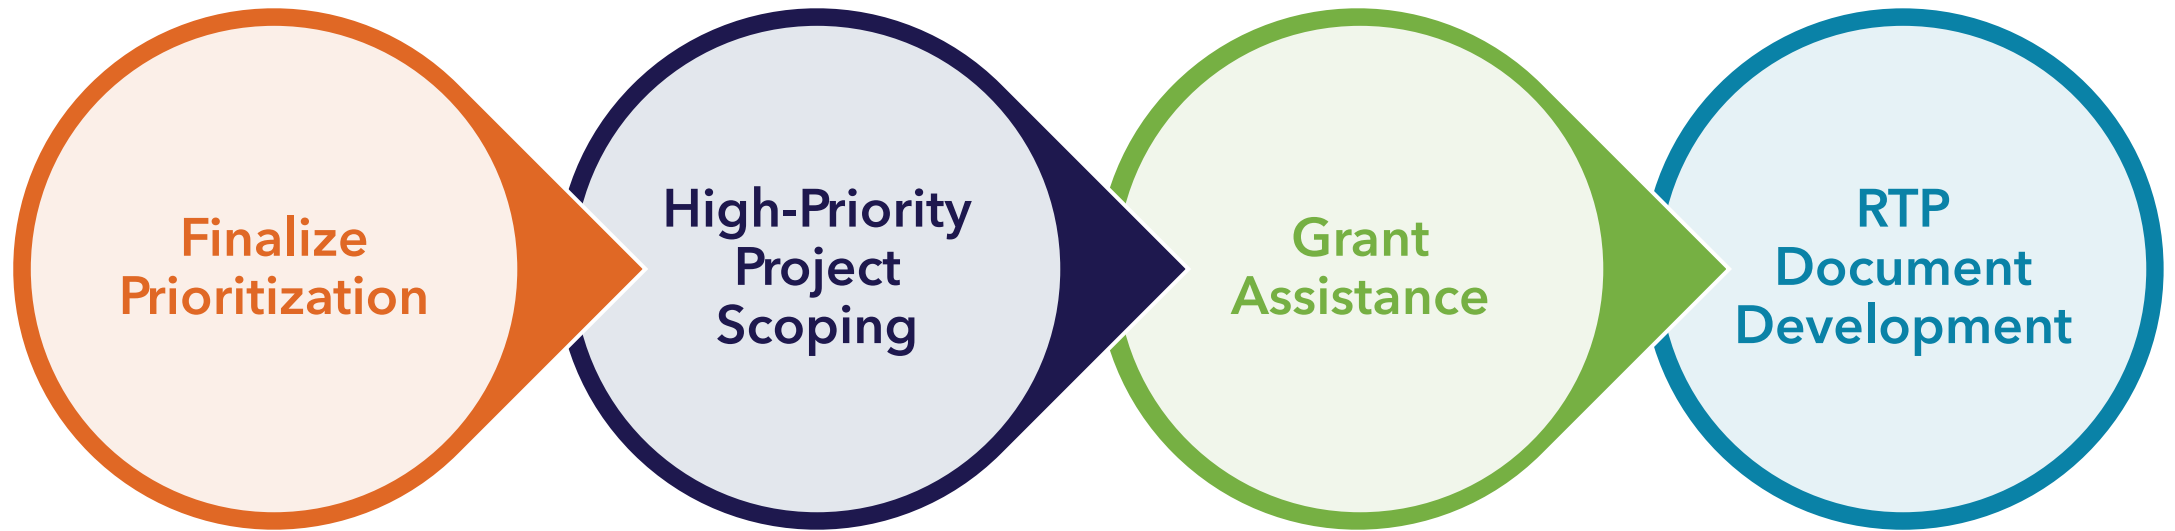 Finalize
Prioritization
High-Priority
Project
Scoping
Grant
Assistance
RTP
Document
Development